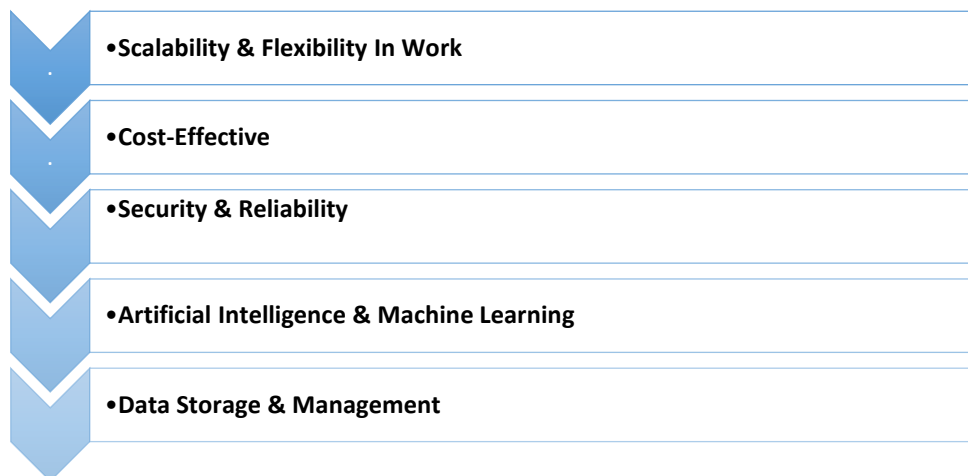 •Scalability & Flexibility In Work
•Cost-Effective
•Security & Reliability
•Artificial Intelligence & Machine Learning
•Data Storage & Management